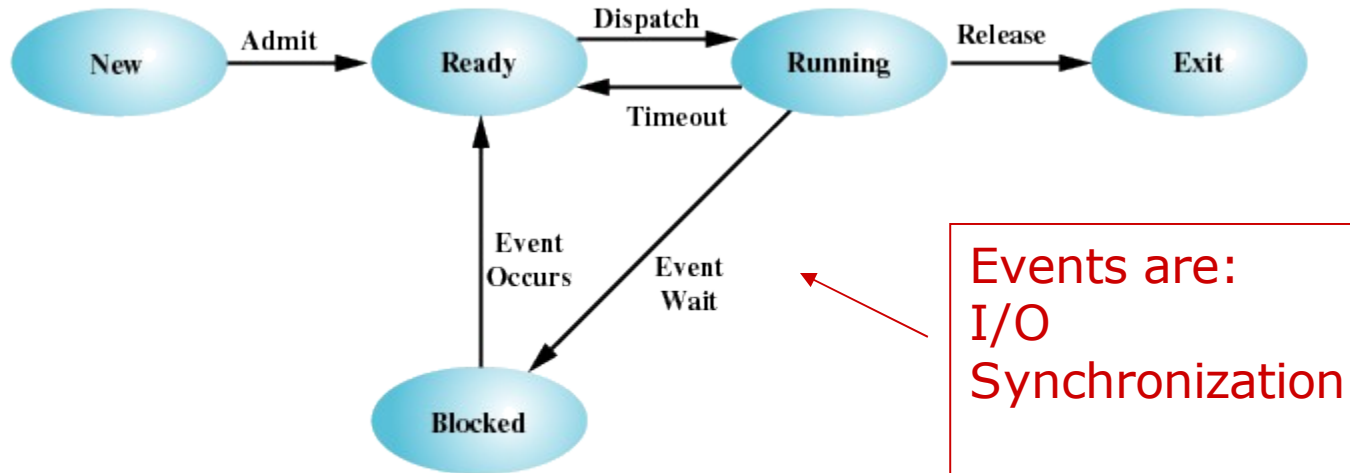 Dispatch
Admit
Release
New
Ready
Running
Exit
Timeout
Event
Occurs
Event
Wait
Events are:
I/O
Synchronization
Blocked